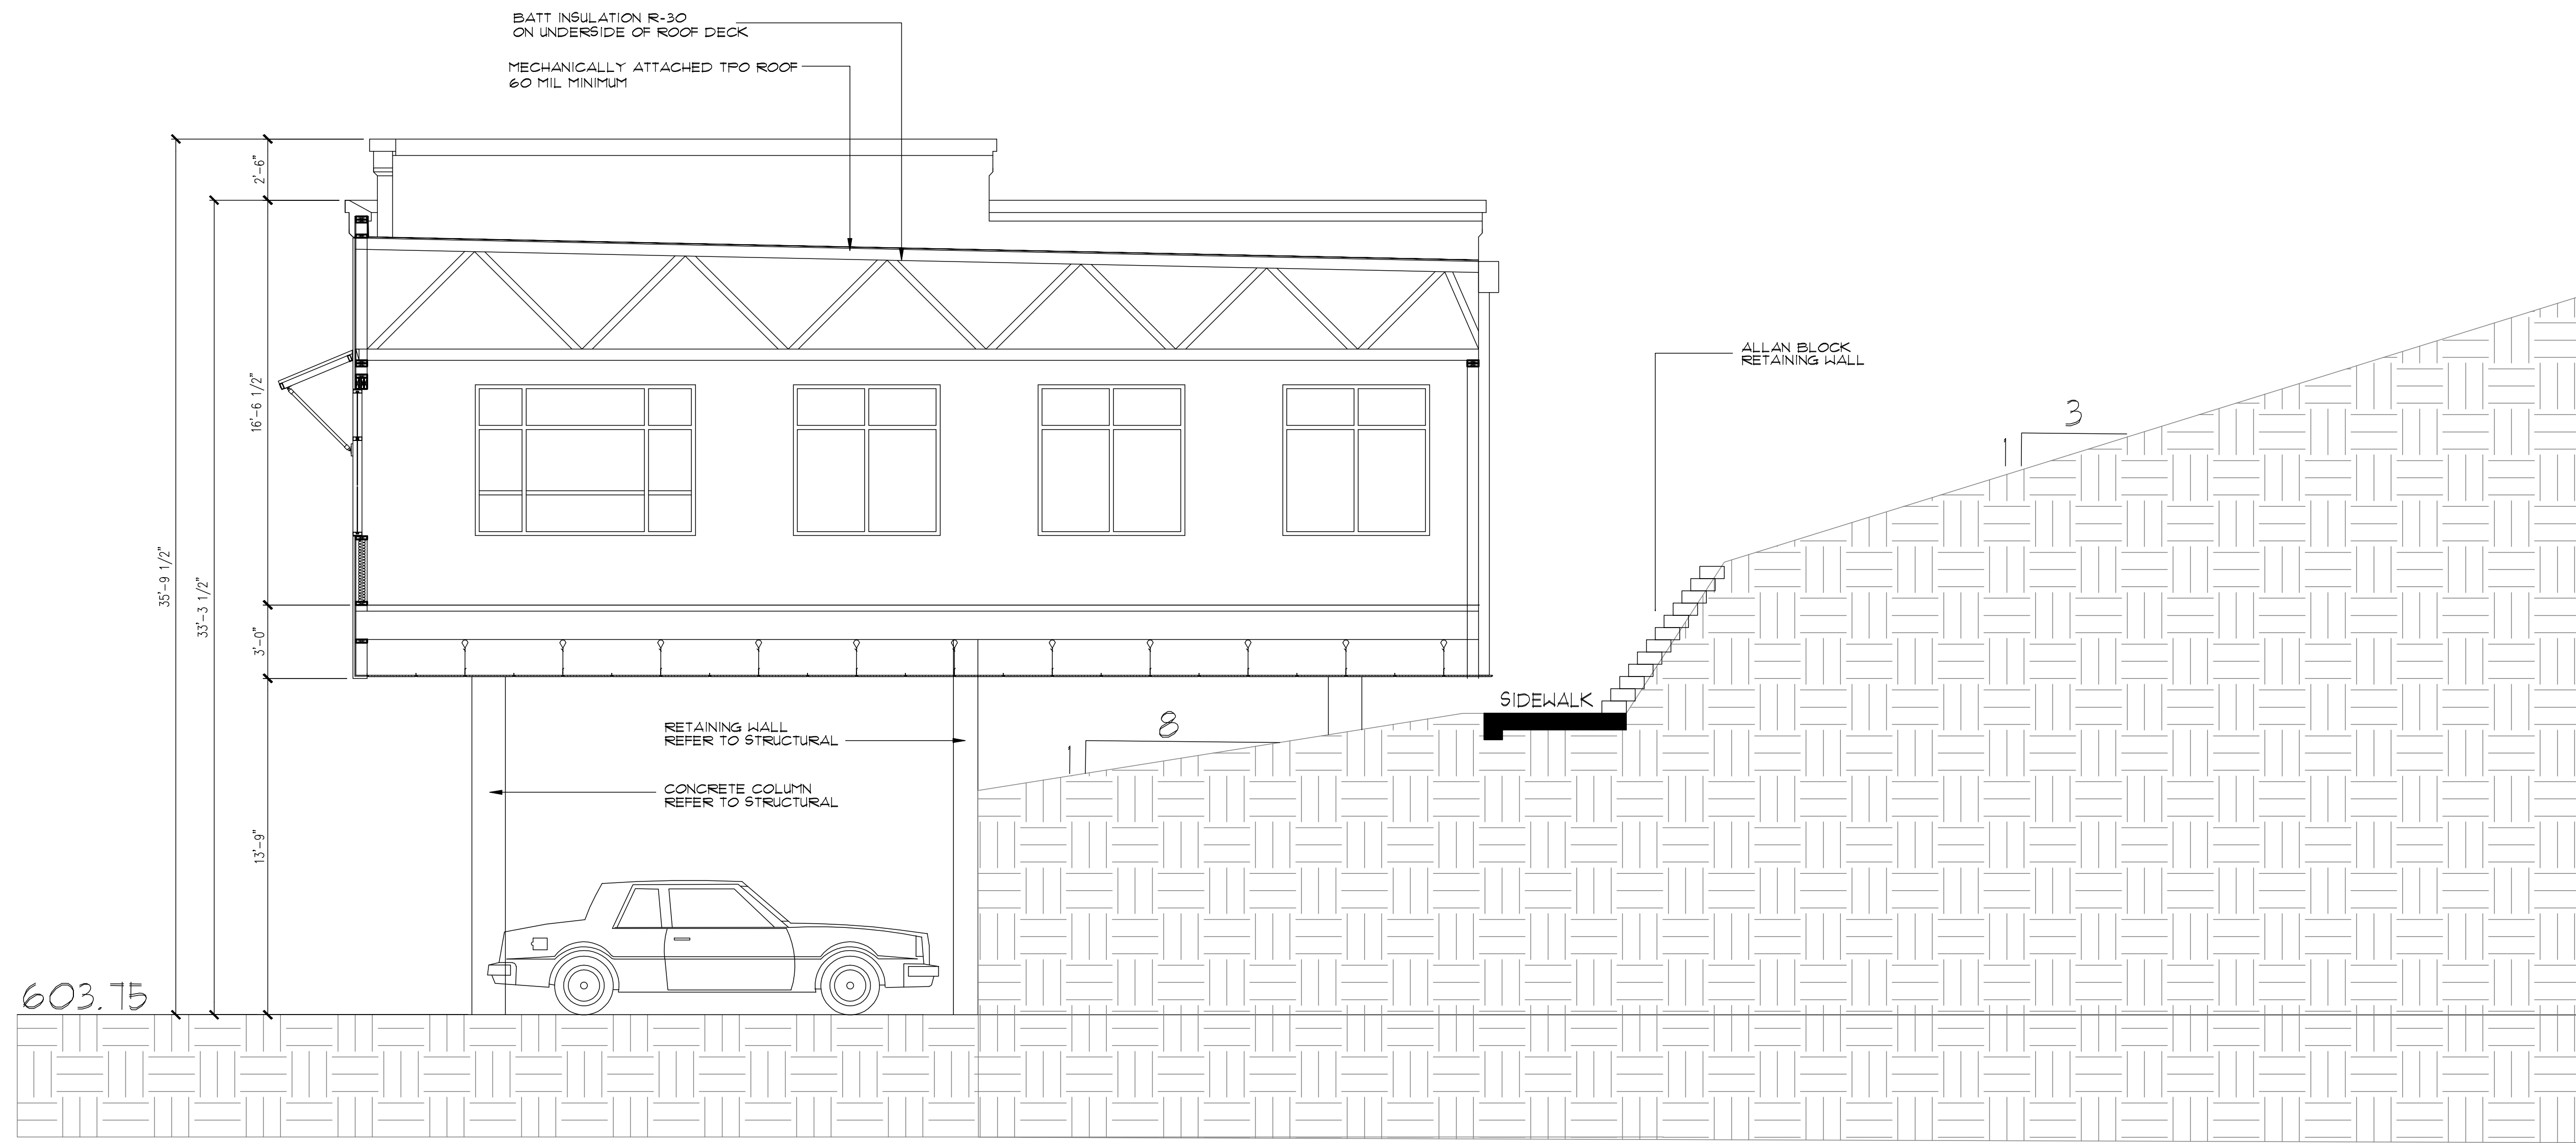 BATT INSULATION R-30
ON UNDERSIDE OF ROOF DECK
MECHANICALLY ATTACHED TPO ROOF
60 MIL MINIMUM
2'-6"
16'-6 1/2"
35'-9 1/2"
33'-3 1/2"
3'-0"
13'-9"
ALLAN BLOCK
RETAINING WALL
1
3
SIDEWALK
1
8
RETAINING WALL
REFER TO STRUCTURAL
CONCRETE COLUMN
REFER TO STRUCTURAL
603.75